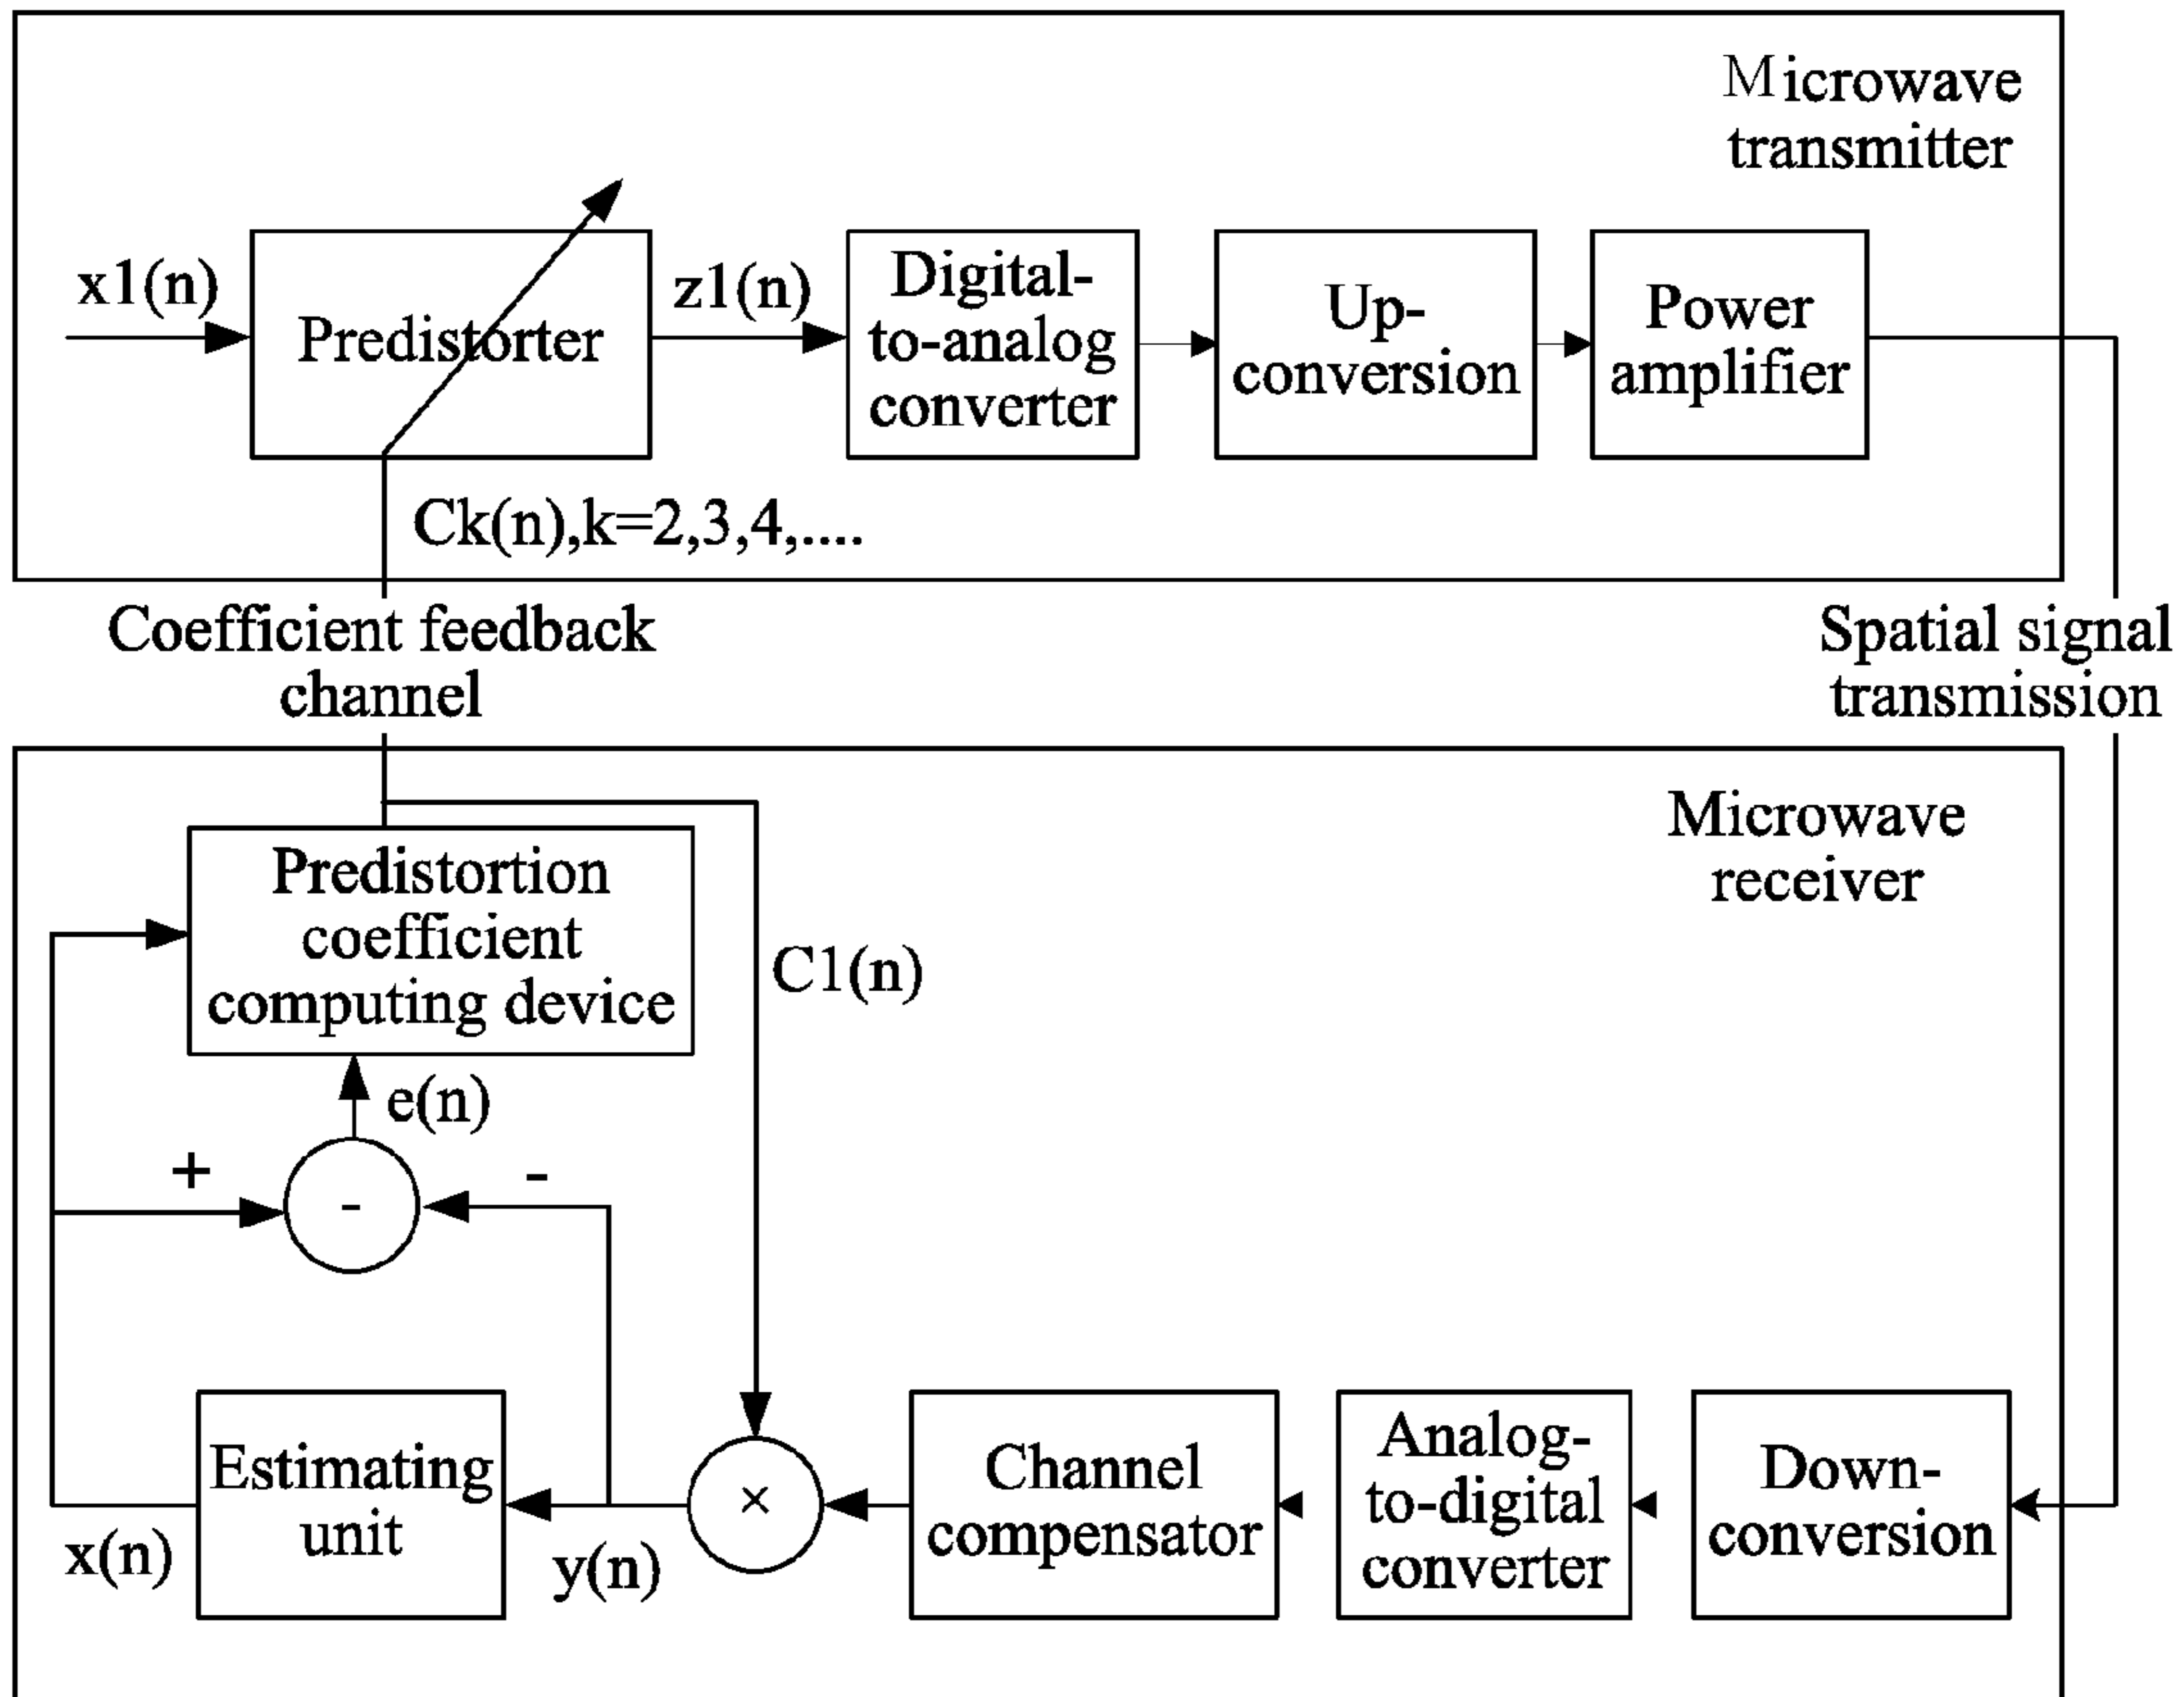 Microwave
transmitter
x1(n)
Predistorter
z1(n)
Digital-
to-analog
converter
Up-
conversion
Power
amplifier
Ck(n),k=2,3,4,....
Coefficient feedback
channel
Spatial signal
transmission
Microwave
receiver
Predistortion
coefficient
computing device
C1(n)
e(n)
+
-
-
Estimating
unit
x(n)
y(n)
×
Channel
compensator
Analog-
to-digital
converter
Down-
conversion